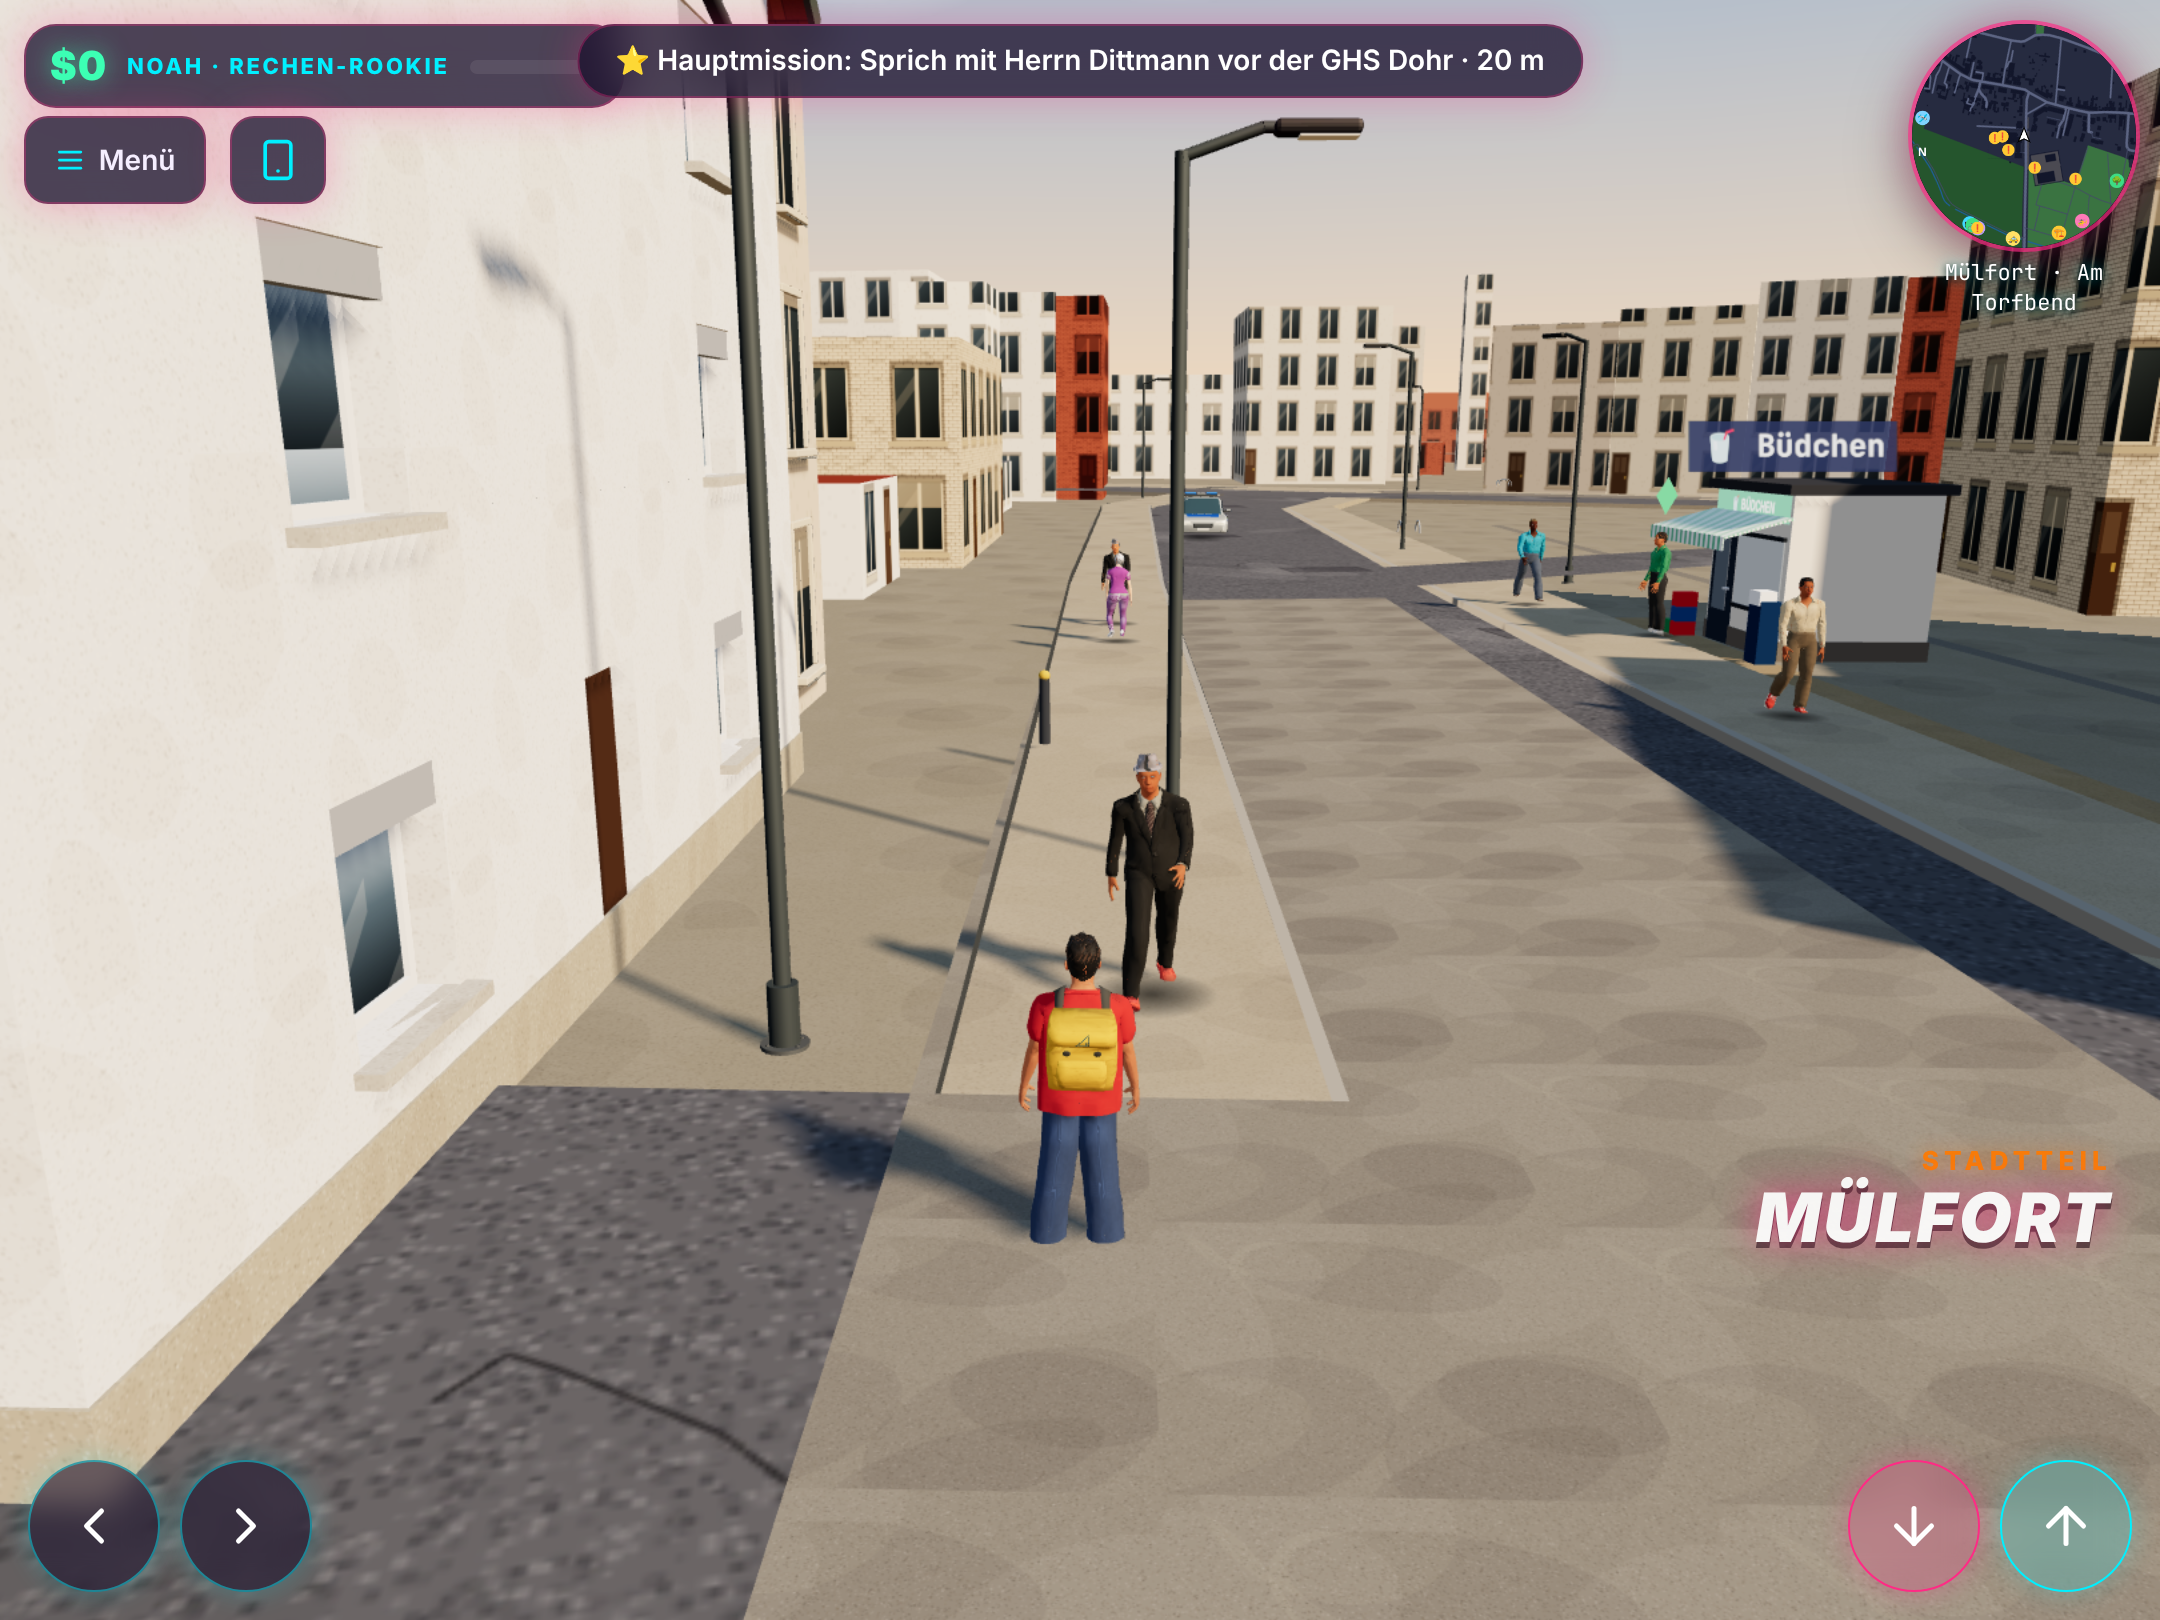 $0 NOAH · RECHEN-ROOKIE
⭐ Hauptmission: Sprich mit Herrn Dittmann vor der GHS Dohr · 20 m
Menü
N
Mülfort · Am
Torfbend
Büdchen
BÜDCHEN
STADTTEIL
MÜLFORT